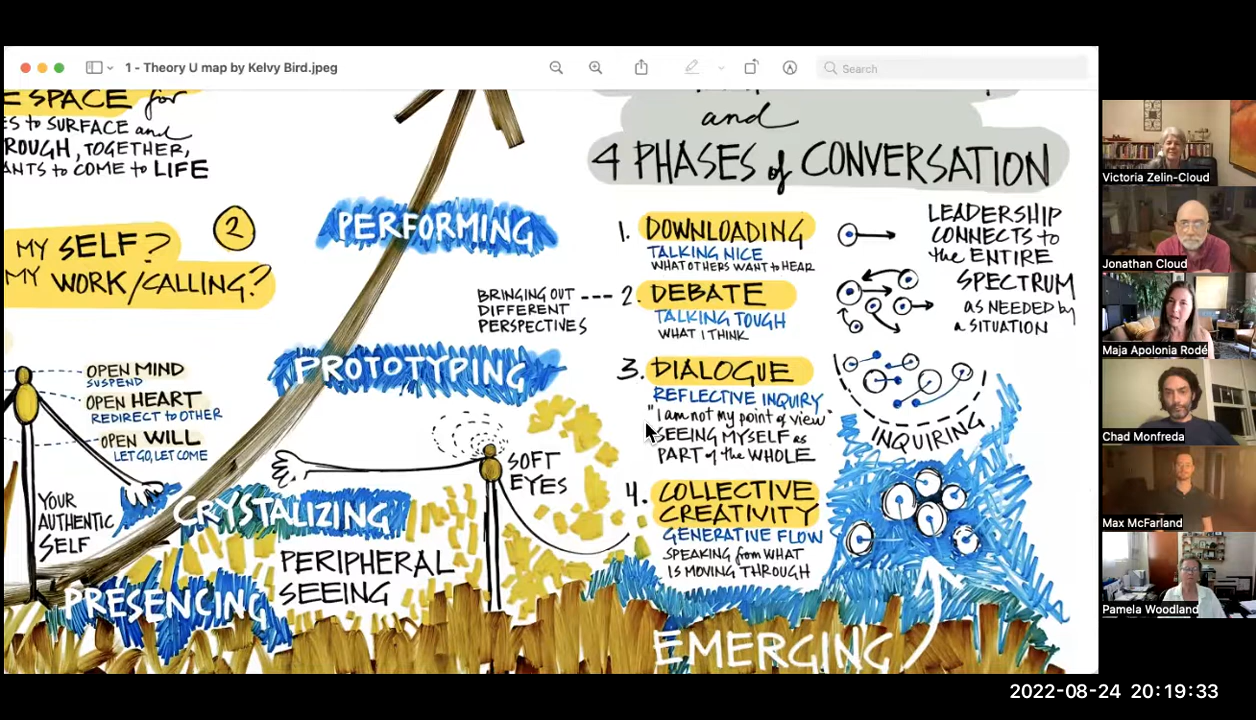 1 - Theory U map by Kelvy Bird.jpeg
Search
E SPACE for
ES to SURFACE and
ROUGH, TOGETHER,
ANTS to COME to LIFE
MY SELF?
2
MY WORK/CALLING?
OPEN MIND
SUSPEND
OPEN HEART
REDIRECT to OTHER
OPEN WILL
LET GO, LET COME
YOUR
AUTHENTIC
SELF
PERFORMING
PROTOTYPING
CRYSTALIZING
PRESENCING
PERIPHERAL
SEEING
SOFT
EYES
and
4 PHASES of CONVERSATION
1. DOWNLOADING
TALKING NICE
WHAT OTHERS WANT to HEAR
BRINGING OUT
DIFFERENT
PERSPECTIVES
2. DEBATE
TALKING TOUGH
WHAT I THINK
3. DIALOGUE
REFLECTIVE INQUIRY
"I am not my point of view"
SEEING MYSELF as
PART of the WHOLE
4. COLLECTIVE
CREATIVITY
GENERATIVE FLOW
SPEAKING from WHAT
IS MOVING THROUGH
LEADERSHIP
CONNECTS to
the ENTIRE
SPECTRUM
as NEEDED by
a SITUATION
INQUIRING
EMERGING
Victoria Zelin-Cloud
Jonathan Cloud
Maja Apolonia Rodé
Chad Monfreda
Max McFarland
Pamela Woodland
2022-08-24 20:19:33